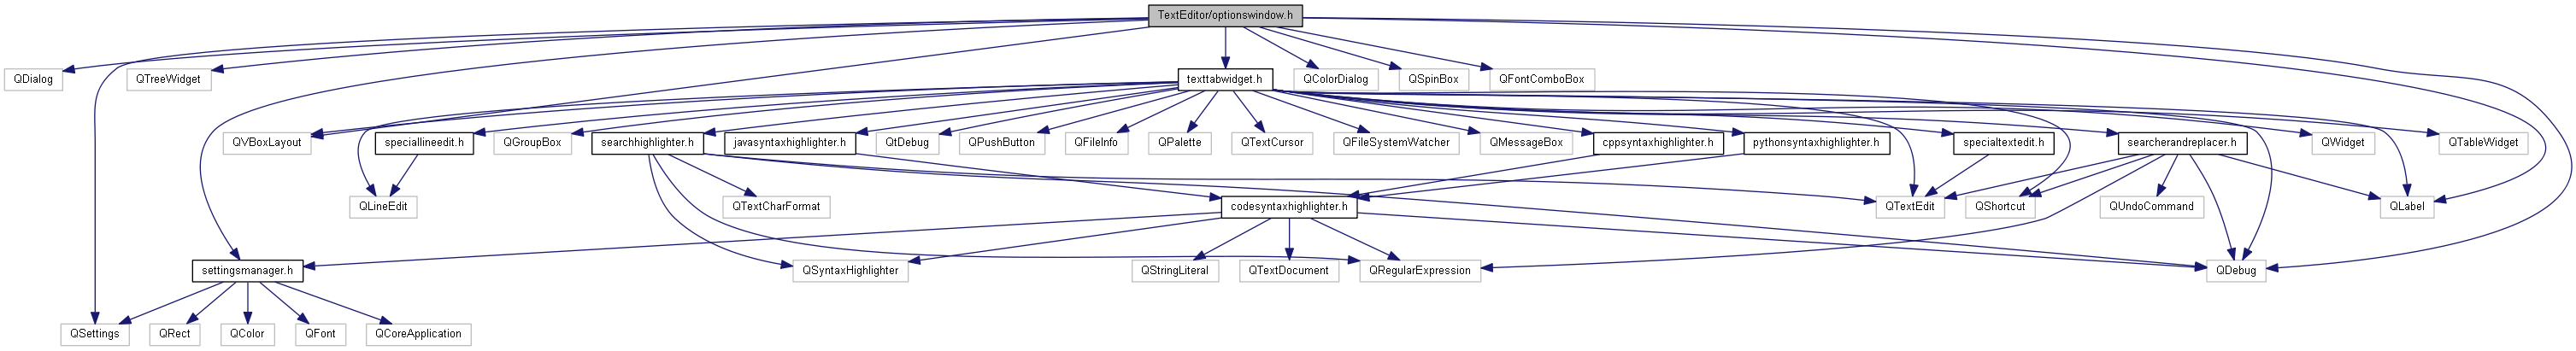 TextEditor/optionswindow.h
QDialog
QTreeWidget
texttabwidget.h
QColorDialog
QSpinBox
QFontComboBox
QVBoxLayout
speciallineedit.h
QGroupBox
searchhighlighter.h
javasyntaxhighlighter.h
QtDebug
QPushButton
QFileInfo
QPalette
QTextCursor
QFileSystemWatcher
QMessageBox
cppsyntaxhighlighter.h
pythonsyntaxhighlighter.h
specialtextedit.h
searcherandreplacer.h
QWidget
QTableWidget
QLineEdit
QTextCharFormat
codesyntaxhighlighter.h
QTextEdit
QShortcut
QUndoCommand
QLabel
settingsmanager.h
QSyntaxHighlighter
QStringLiteral
QTextDocument
QRegularExpression
QDebug
QSettings
QRect
QColor
QFont
QCoreApplication